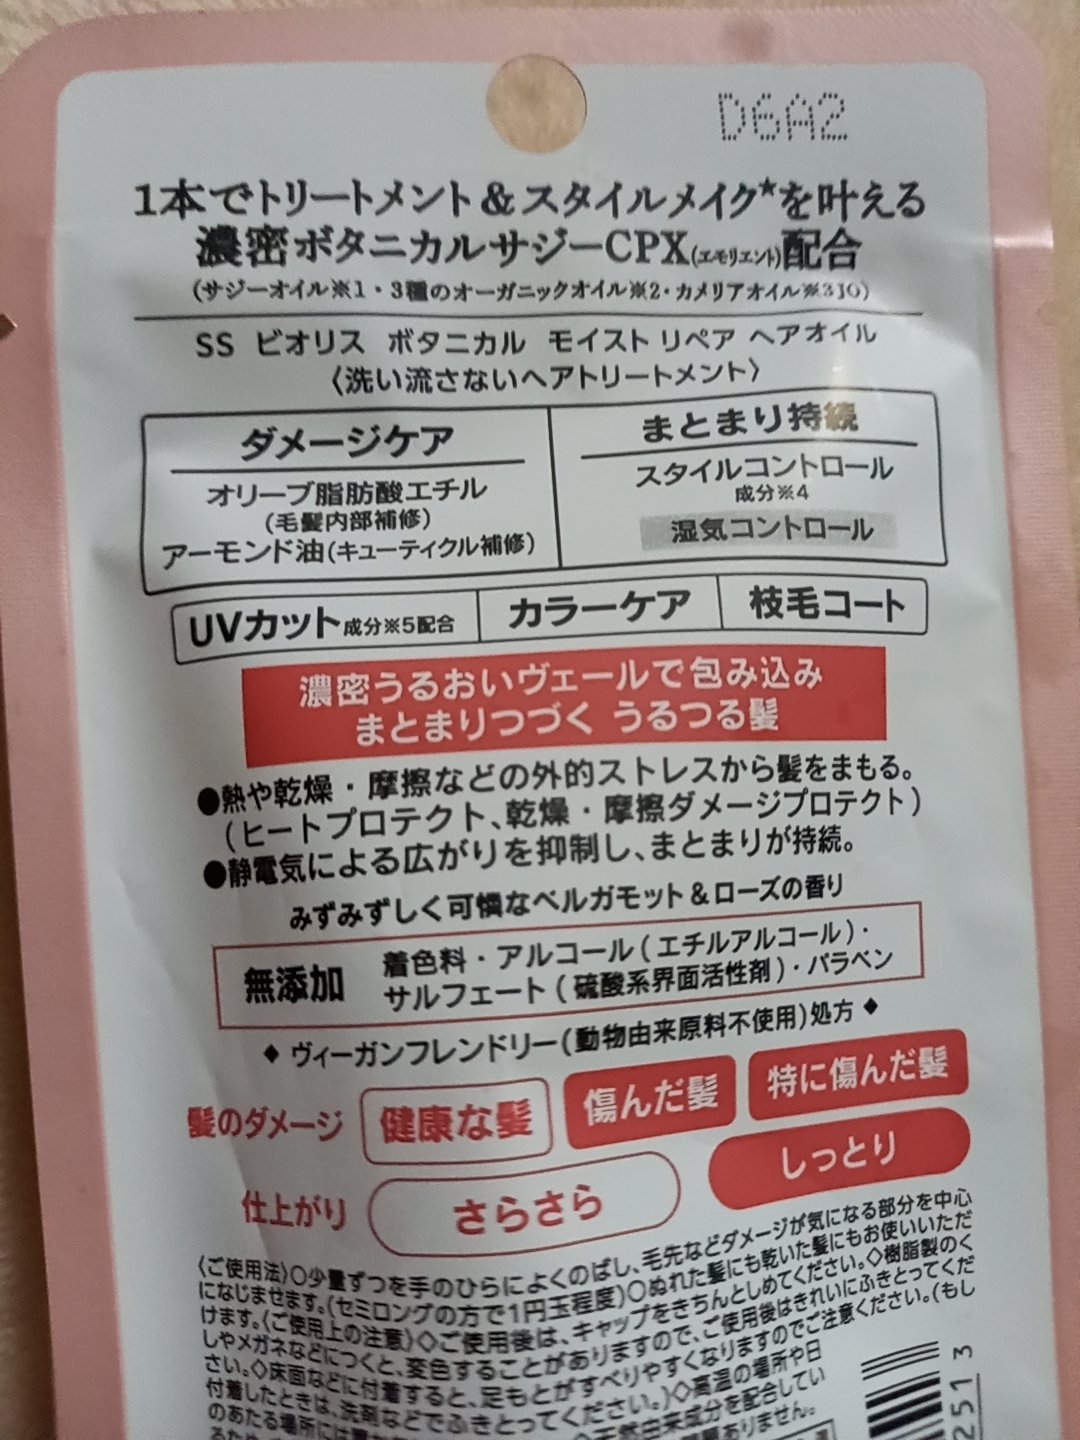 D6A2
1本でトリートメント&スタイルメイク★を叶える
濃密ボタニカルサジーCPX(エモリエント)配合
(サジーオイル※1・3種のオーガニックオイル※2・カメリアオイル※3 10)
SS ビオリス ボタニカル モイスト リペア ヘアオイル
〈洗い流さないヘアトリートメント〉
ダメージケア
オリーブ脂肪酸エチル
(毛髪内部補修)
アーモンド油(キューティクル補修)
まとまり持続
スタイルコントロール
成分※4
湿気コントロール
UVカット成分※5配合
カラーケア
枝毛コート
濃密うるおいヴェールで包み込み
まとまりつづく うるつる髪
●熱や乾燥・摩擦などの外的ストレスから髪をまもる。
(ヒートプロテクト、乾燥・摩擦ダメージプロテクト)
●静電気による広がりを抑制し、まとまりが持続。
みずみずしく可憐なベルガモット&ローズの香り
無添加
着色料・アルコール(エチルアルコール)・
サルフェート(硫酸系界面活性剤)・パラベン
◆ ヴィーガンフレンドリー(動物由来原料不使用)処方 ◆
髪のダメージ 健康な髪 傷んだ髪 特に傷んだ髪
仕上がり さらさら しっとり
〈ご使用法〉○少量ずつを手のひらによくのばし、毛先などダメージが気になる部分を中心
になじませます。(セミロングの方で1円玉程度)○ぬれた髪にも乾いた髪にもお使いいただ
けます。〈ご使用上の注意〉◇ご使用後は、キャップをきちんとしめてください。◇樹脂製のく
しやメガネなどにつくと、変色することがありますので、ご使用後はきれいにふきとってくだ
さい。◇床面などに付着すると、足もとがすべりやすくなりますのでご注意ください。(もし
付着したときは、洗剤などでふきとってください。)◇高温の場所や日
のあたる場所には置 天然由来成分を配合してい
るため ありません。
251 3